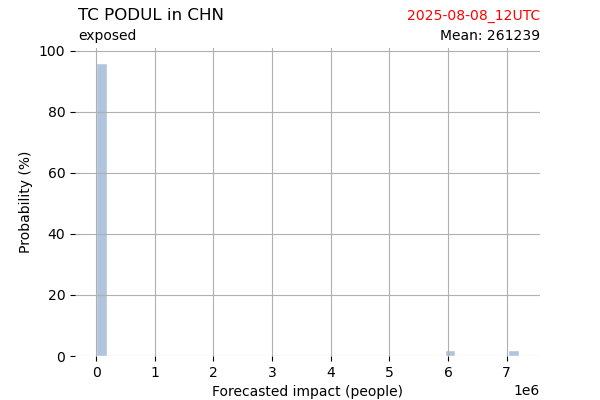 TC PODUL in CHN
2025-08-08_12UTC
exposed
Mean: 261239
100
80
60
40
20
0
Probability (%)
0 1 2 3 4 5 6 7
1e6
Forecasted impact (people)